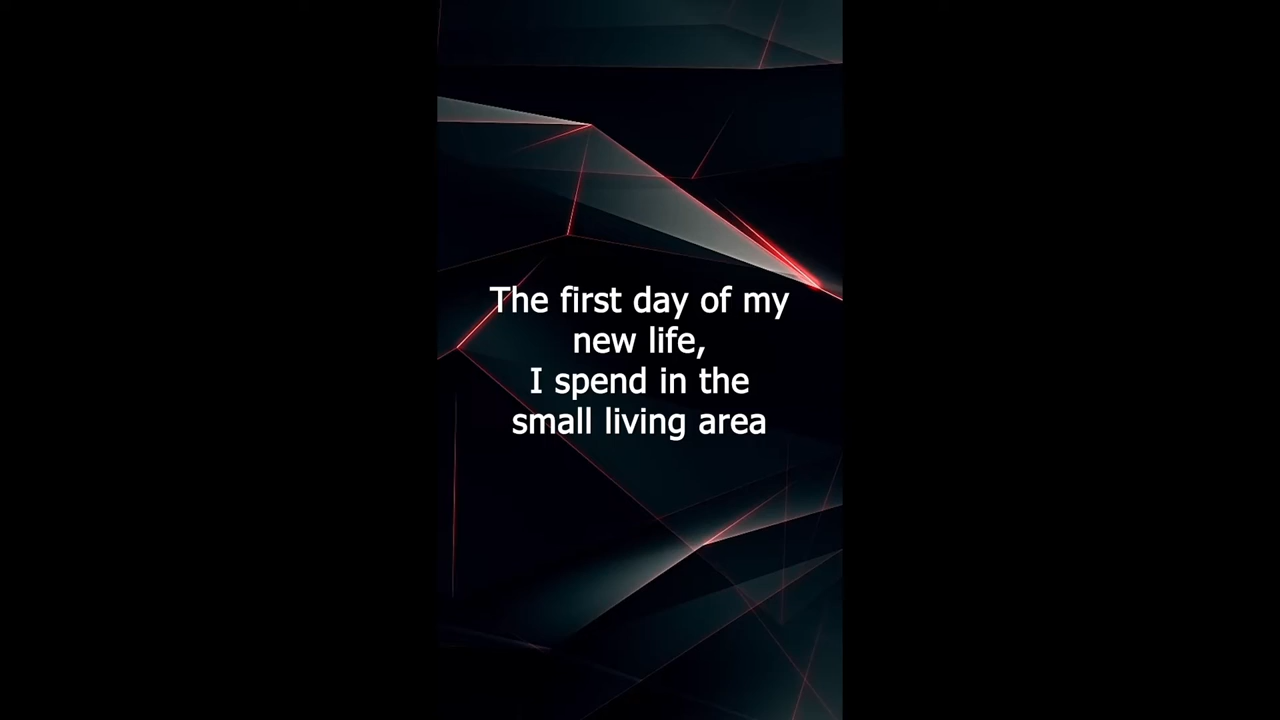 The first day of my
new life,
I spend in the
small living area